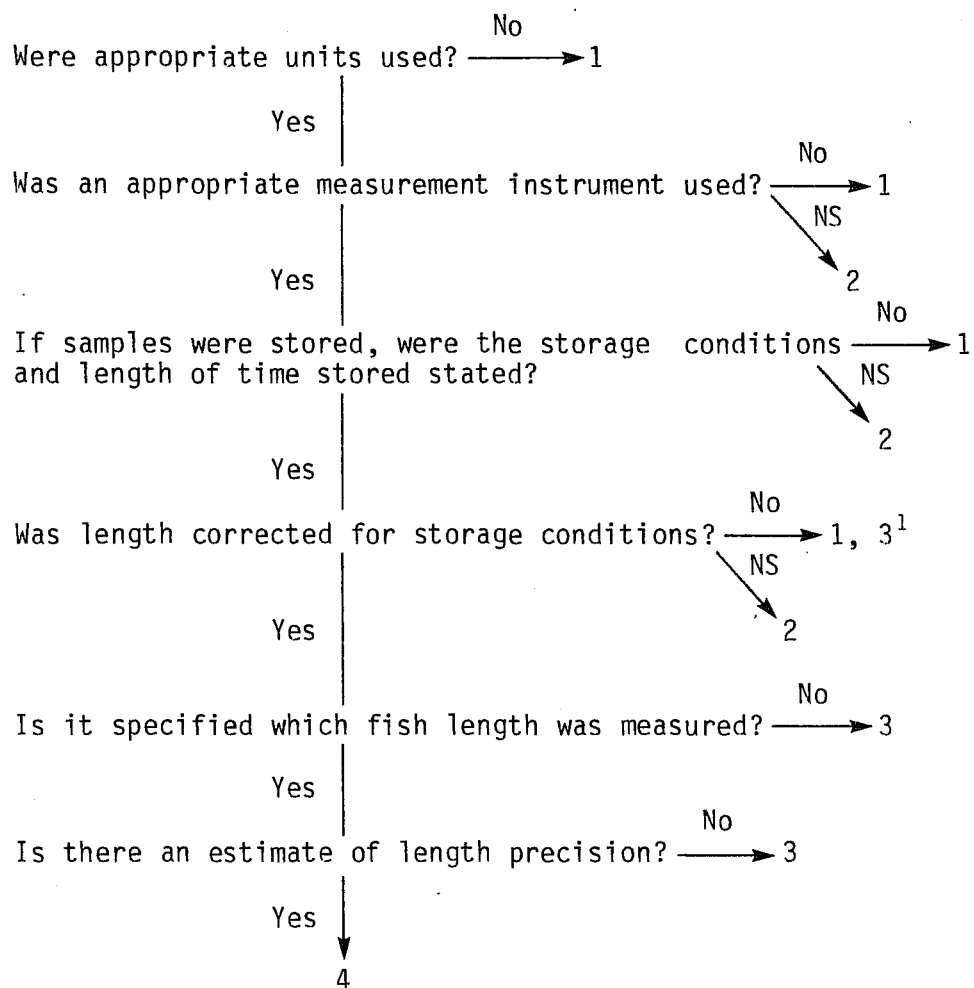 No
Were appropriate units used? 1
Yes
No
Was an appropriate measurement instrument used? 1
NS
Yes 2
No
If samples were stored, were the storage conditions 1
and length of time stored stated?
NS
2
Yes
No
Was length corrected for storage conditions? 1, 3¹
NS
Yes 2
No
Is it specified which fish length was measured? 3
Yes
No
Is there an estimate of length precision? 3
Yes
4